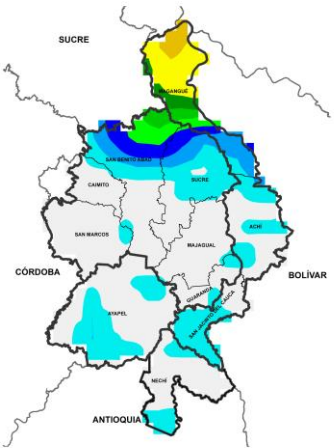 SUCRE
MAGANGUÉ
SAN BENITO ABAD
SUCRE
CAIMITO
ACHÍ
SAN MARCOS
MAJAGUAL
CÓRDOBA
BOLÍVAR
GUARANDA
SAN JACINTO DEL CAUCA
AYAPEL
NECHÍ
ANTIOQUIA